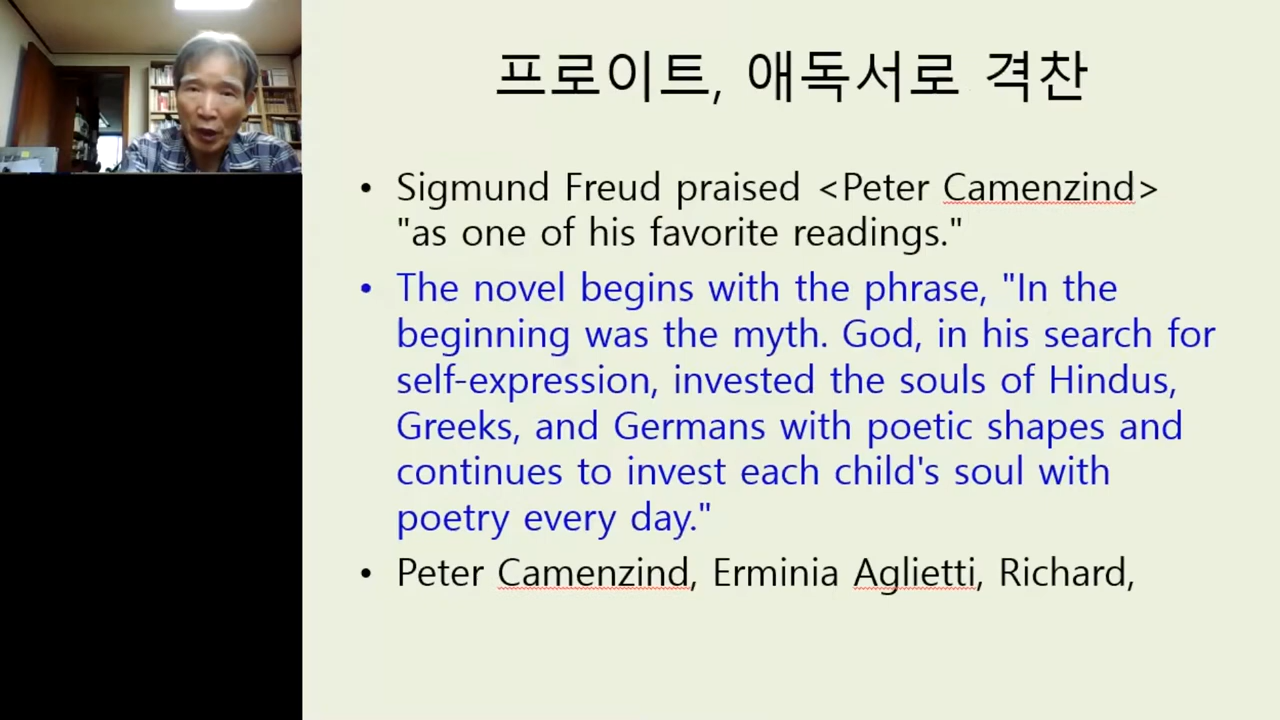 프로이트, 애독서로 격찬
• Sigmund Freud praised <Peter Camenzind>
"as one of his favorite readings."
• The novel begins with the phrase, "In the
beginning was the myth. God, in his search for
self-expression, invested the souls of Hindus,
Greeks, and Germans with poetic shapes and
continues to invest each child's soul with
poetry every day."
• Peter Camenzind, Erminia Aglietti, Richard,